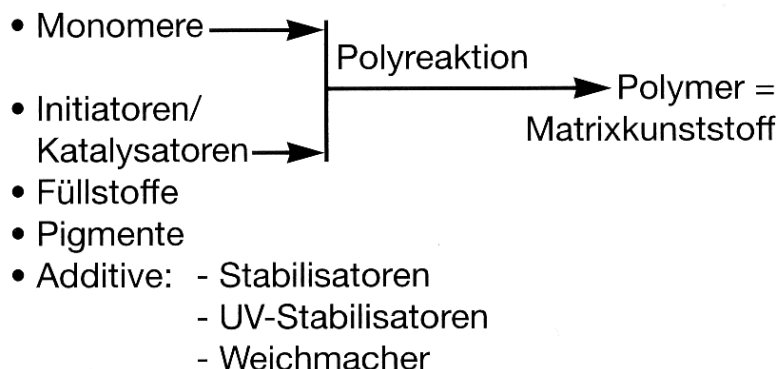 • Monomere
Polyreaktion
Polymer =
Matrixkunststoff
• Initiatoren/
Katalysatoren
• Füllstoffe
• Pigmente
• Additive: - Stabilisatoren
- UV-Stabilisatoren
- Weichmacher